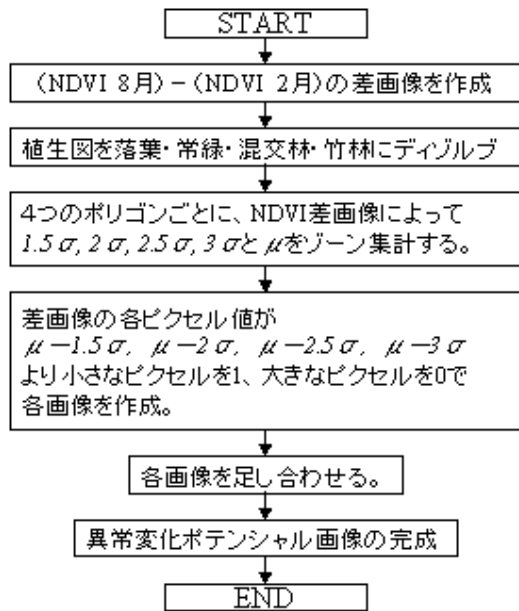 START
(NDVI 8月)－(NDVI 2月)の差画像を作成
植生図を落葉・常緑・混交林・竹林にディゾルブ
4つのポリゴンごとに、NDVI差画像によって
1.5σ, 2σ, 2.5σ, 3σとμをゾーン集計する。
差画像の各ピクセル値が
μ－1.5σ, μ－2σ, μ－2.5σ, μ－3σ
より小さなピクセルを1、大きなピクセルを0で
各画像を作成。
各画像を足し合わせる。
異常変化ポテンシャル画像の完成
END